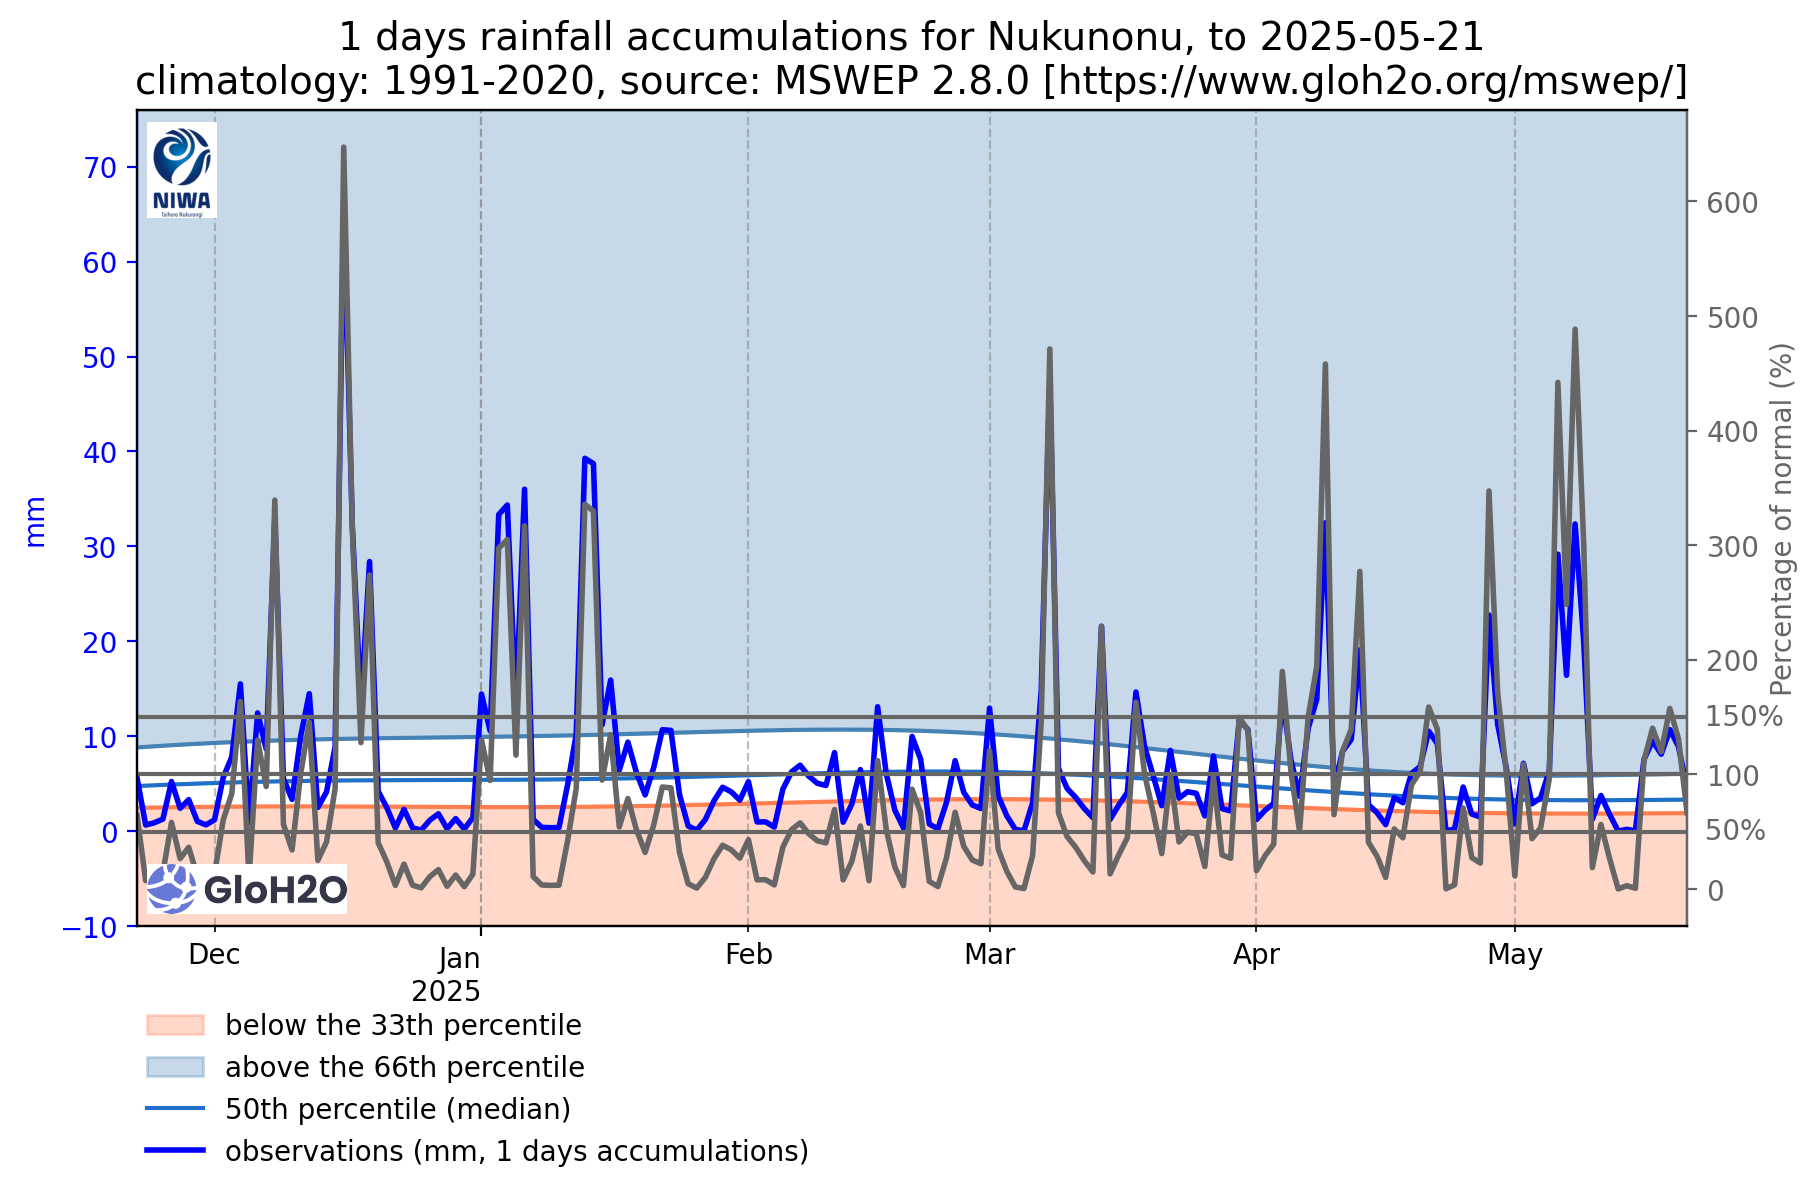 1 days rainfall accumulations for Nukunonu, to 2025-05-21
climatology: 1991-2020, source: MSWEP 2.8.0 [https://www.gloh2o.org/mswep/]
NIWA
Taihoro Nukurangi
70
60
50
40
30
20
10
0
−10
mm
600
500
400
300
200
150%
100
50%
0
Percentage of normal (%)
GloH2O
Dec
Jan
2025
Feb
Mar
Apr
May
below the 33th percentile
above the 66th percentile
50th percentile (median)
observations (mm, 1 days accumulations)